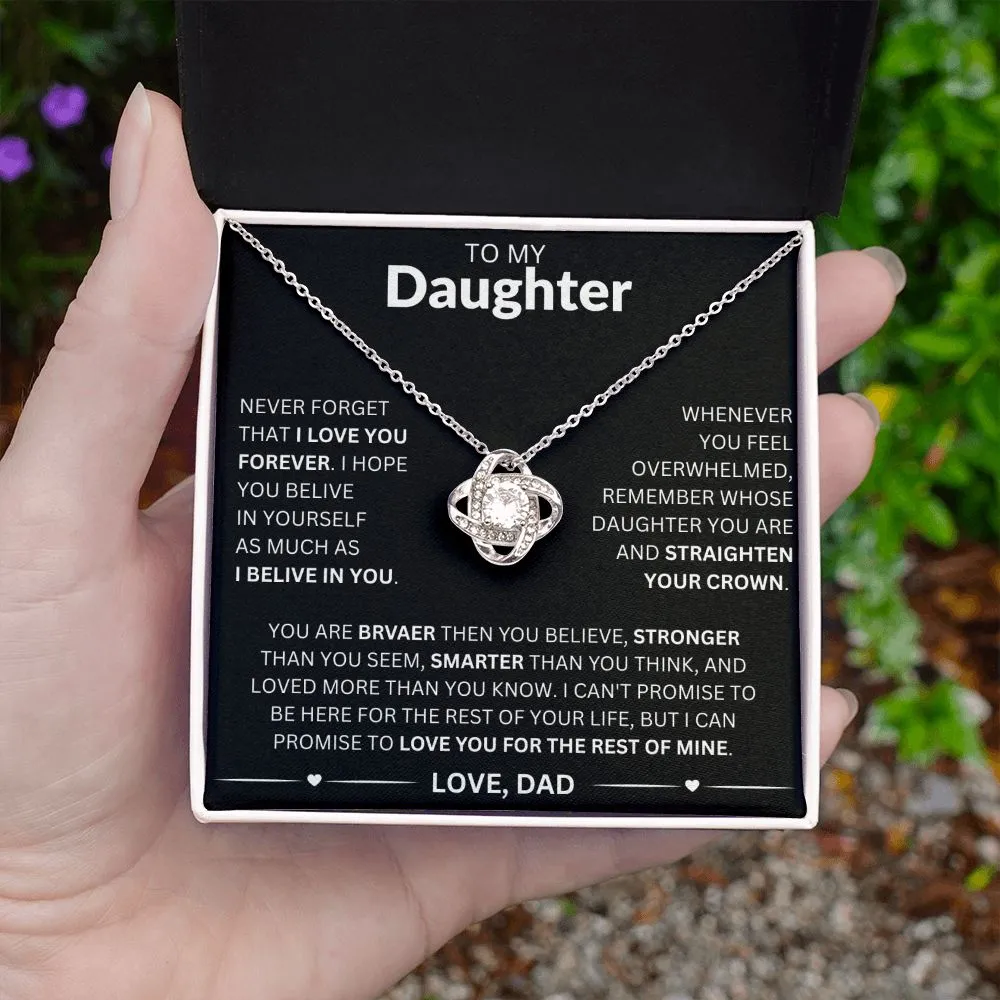 TO MY
Daughter
NEVER FORGET
THAT I LOVE YOU
FOREVER. I HOPE
YOU BELIVE
IN YOURSELF
AS MUCH AS
I BELIVE IN YOU.
WHENEVER
YOU FEEL
OVERWHELMED,
REMEMBER WHOSE
DAUGHTER YOU ARE
AND STRAIGHTEN
YOUR CROWN.
YOU ARE BRVAER THEN YOU BELIEVE, STRONGER
THAN YOU SEEM, SMARTER THAN YOU THINK, AND
LOVED MORE THAN YOU KNOW. I CAN'T PROMISE TO
BE HERE FOR THE REST OF YOUR LIFE, BUT I CAN
PROMISE TO LOVE YOU FOR THE REST OF MINE.
LOVE, DAD